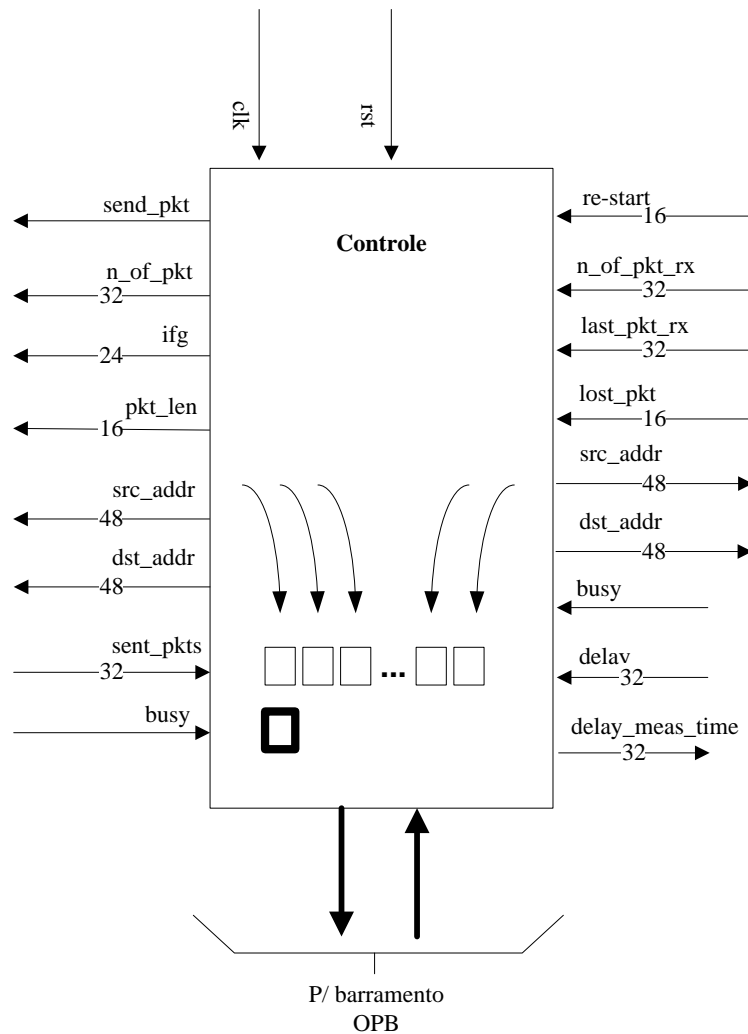 clk
rst
Controle
send_pkt
n_of_pkt
32
ifg
24
pkt_len
16
src_addr
48
dst_addr
48
sent_pkts
32
busy
re-start
16
n_of_pkt_rx
32
last_pkt_rx
32
lost_pkt
16
src_addr
48
dst_addr
48
busy
delay
32
delay_meas_time
32
...
P/ barramento
OPB